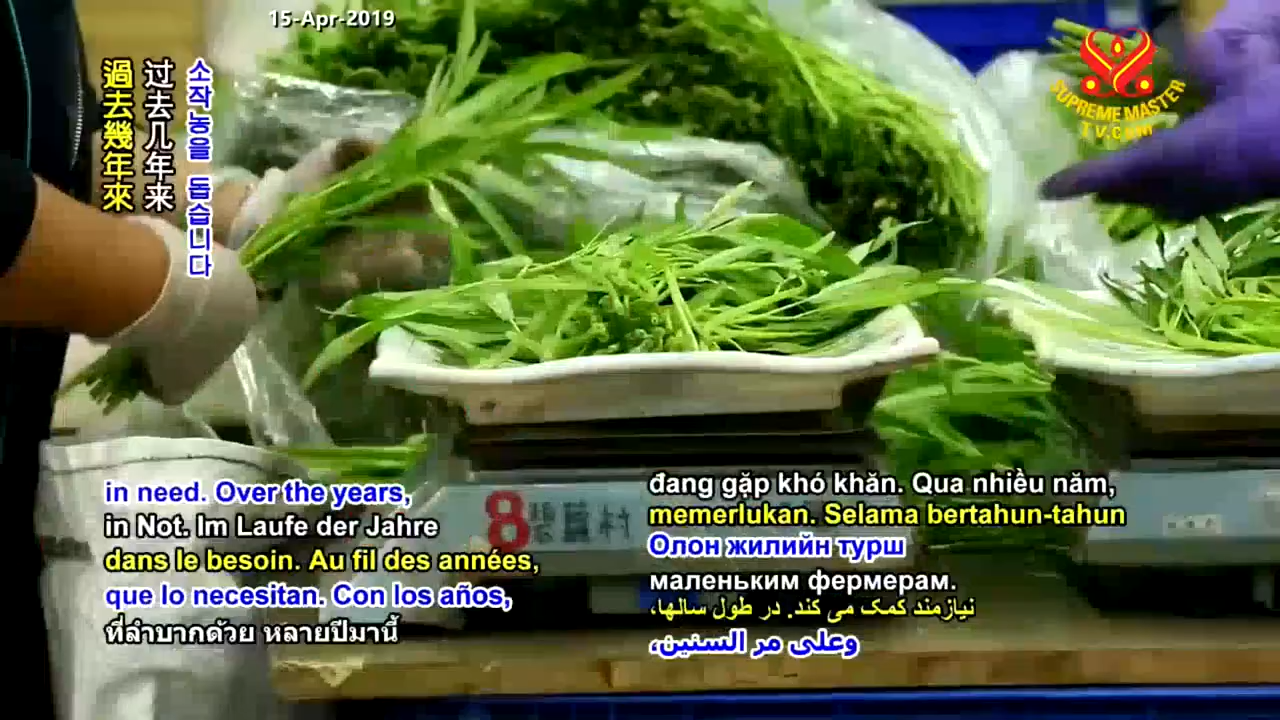 15-Apr-2019
SUPREME MASTER
TV.Com
소작농을 돕습니다
过去几年来
過去幾年來
in need. Over the years,
in Not. Im Laufe der Jahre
dans le besoin. Au fil des années,
que lo necesitan. Con los años,
ที่ลำบากด้วย หลายปีมานี้
8
đang gặp khó khăn. Qua nhiều năm,
memerlukan. Selama bertahun-tahun
Олон жилийн турш
маленьким фермерам.
نیازمند کمک می کند. در طول سالها،
وعلى مر السنين،